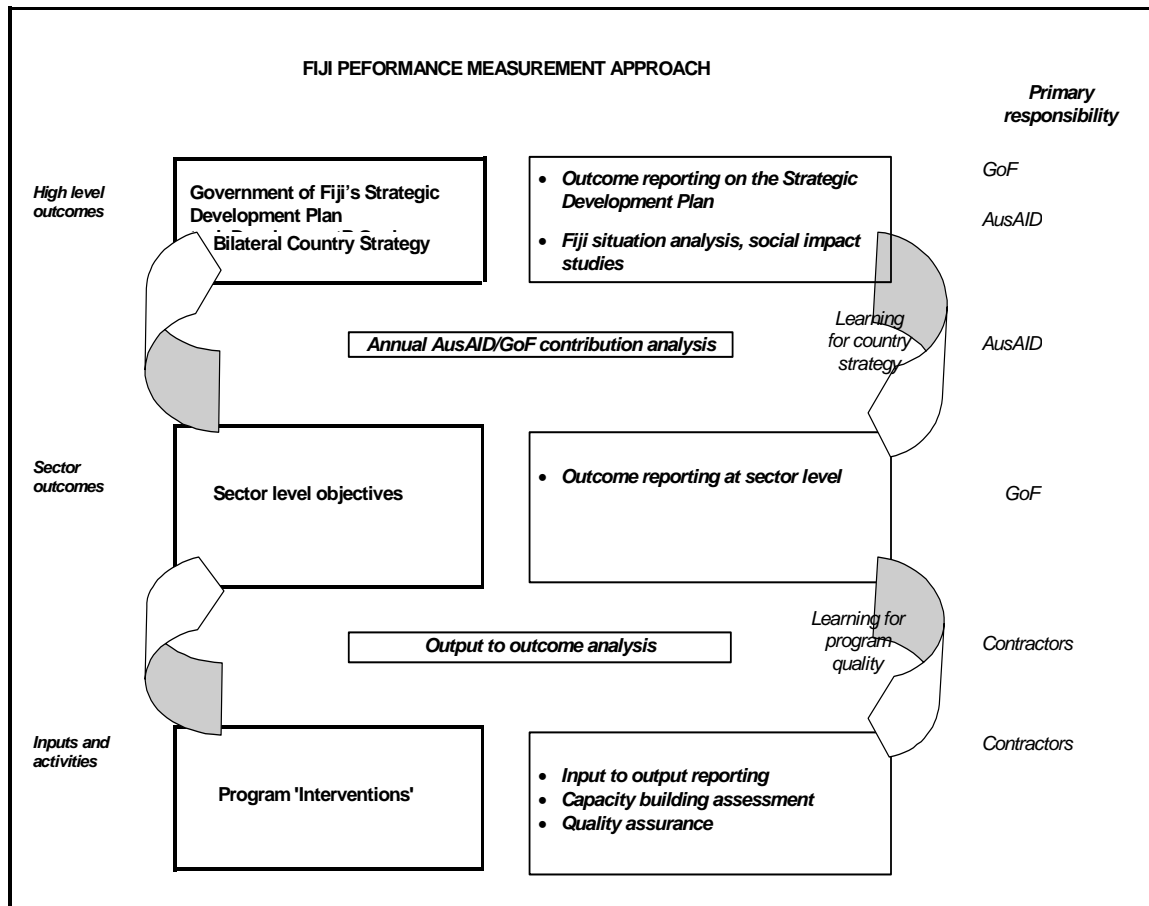 FIJI PEFORMANCE MEASUREMENT APPROACH
Primary
responsibility
High level
outcomes
Government of Fiji's Strategic
Development Plan
Bilateral Country Strategy
• Outcome reporting on the Strategic
Development Plan
• Fiji situation analysis, social impact
studies
GoF
AusAID
Annual AusAID/GoF contribution analysis
Learning
for country
strategy
AusAID
Sector
outcomes
Sector level objectives
• Outcome reporting at sector level
GoF
Output to outcome analysis
Learning for
program
quality
Contractors
Inputs and
activities
Program 'Interventions'
• Input to output reporting
• Capacity building assessment
• Quality assurance
Contractors